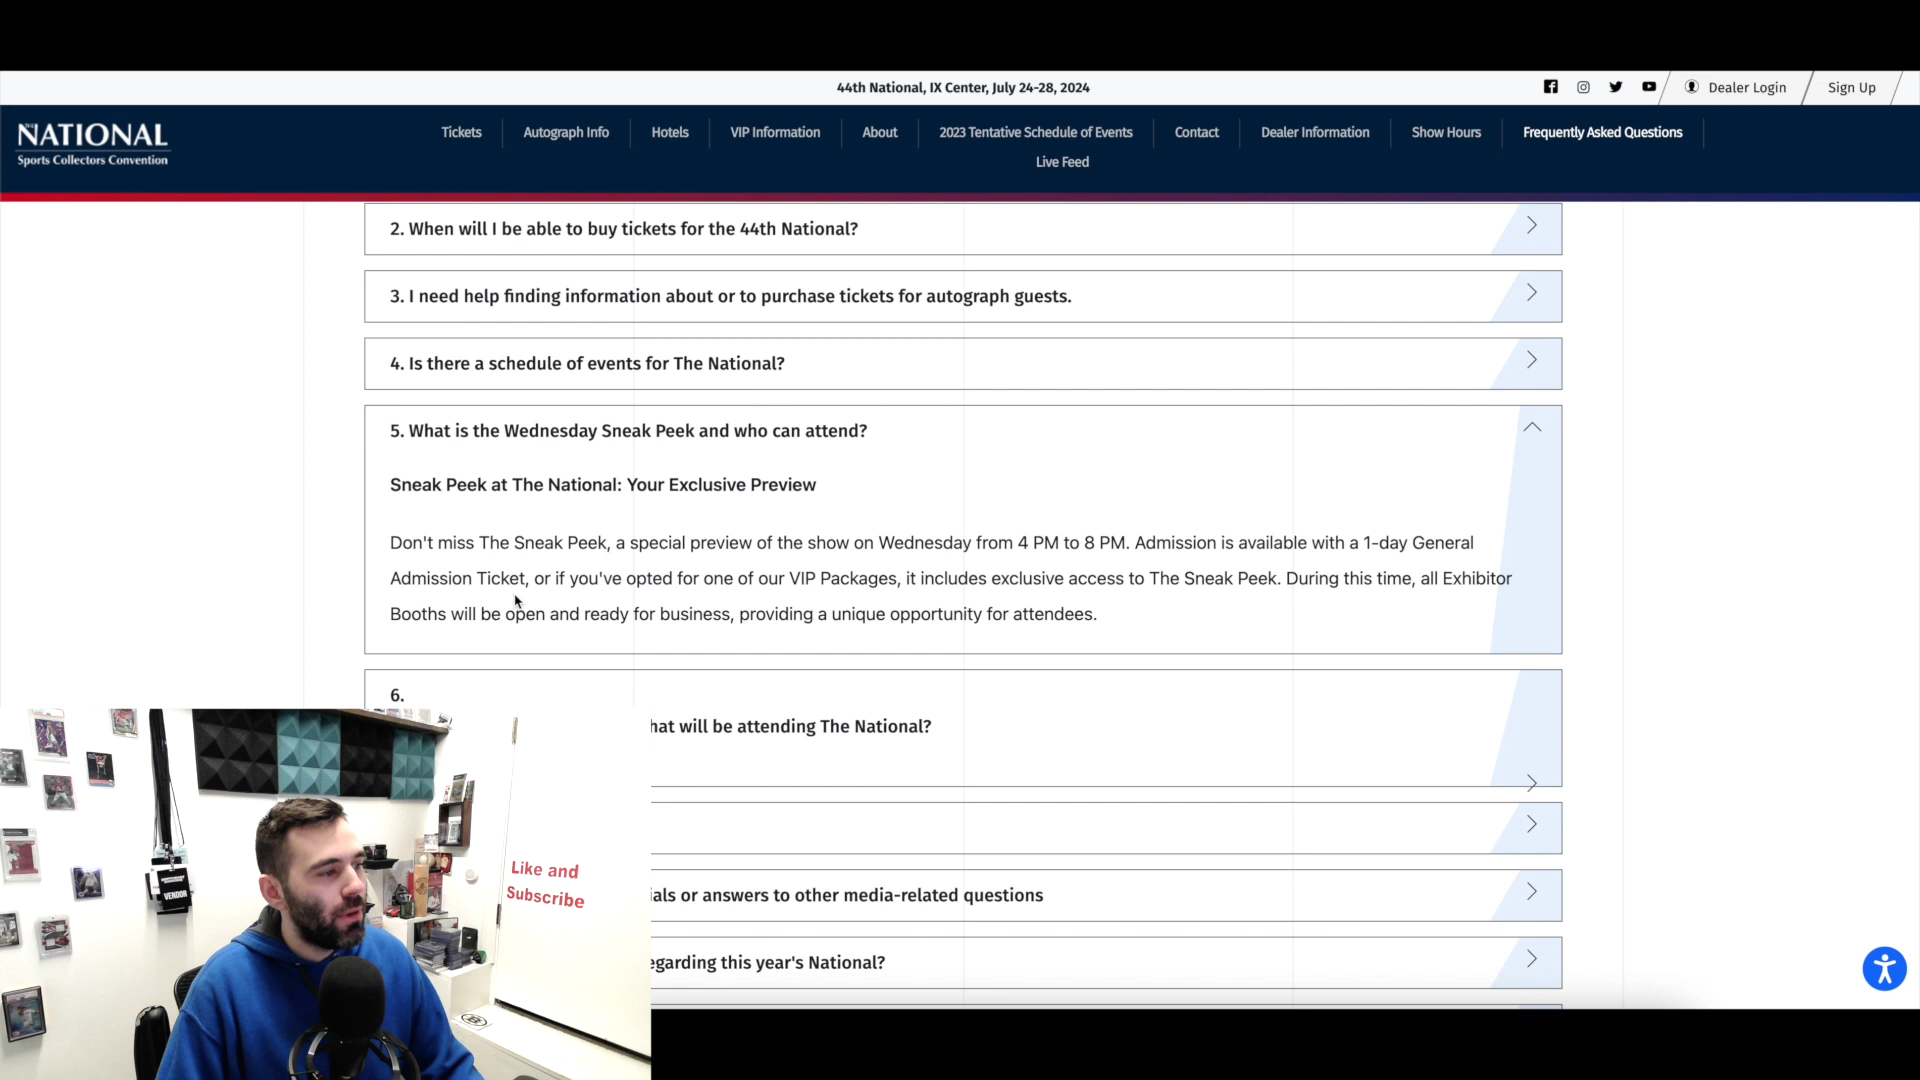 44th National, IX Center, July 24-28, 2024
Dealer Login
Sign Up
THE
NATIONAL
Sports Collectors Convention
Tickets
Autograph Info
Hotels
VIP Information
About
2023 Tentative Schedule of Events
Contact
Dealer Information
Show Hours
Frequently Asked Questions
Live Feed
2. When will I be able to buy tickets for the 44th National?
3. I need help finding information about or to purchase tickets for autograph guests.
4. Is there a schedule of events for The National?
5. What is the Wednesday Sneak Peek and who can attend?
Sneak Peek at The National: Your Exclusive Preview
Don't miss The Sneak Peek, a special preview of the show on Wednesday from 4 PM to 8 PM. Admission is available with a 1-day General
Admission Ticket, or if you've opted for one of our VIP Packages, it includes exclusive access to The Sneak Peek. During this time, all Exhibitor
Booths will be open and ready for business, providing a unique opportunity for attendees.
6.
hat will be attending The National?
ials or answers to other media-related questions
egarding this year's National?
Like and
Subscribe
VENDOR